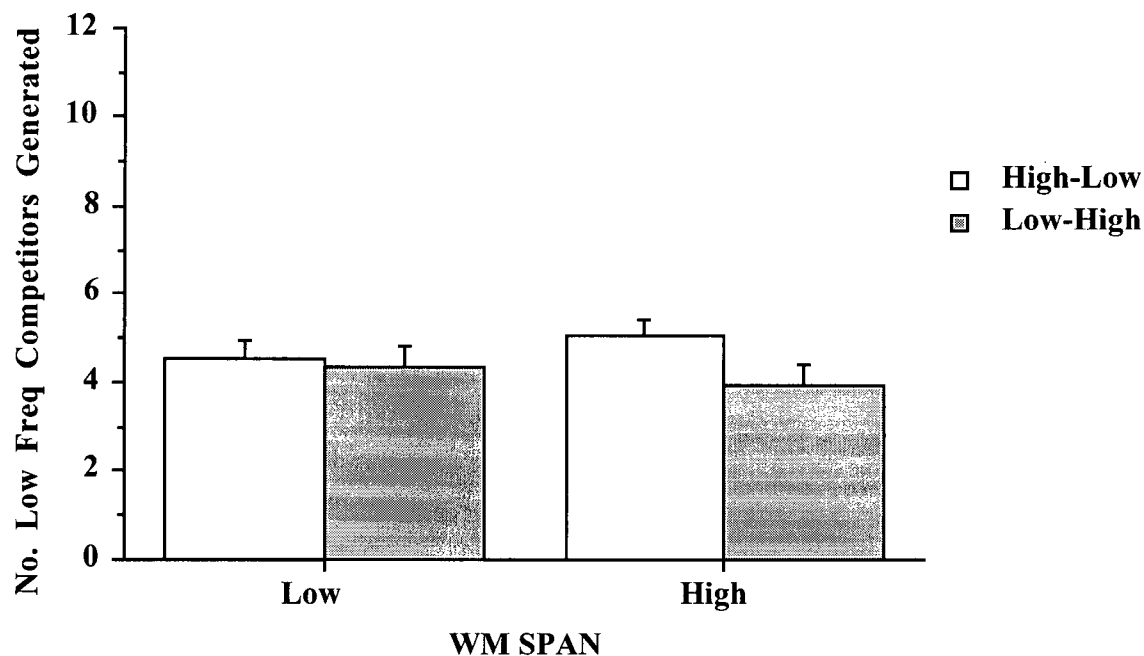 No. Low Freq Competitors Generated
12
10
8
6
4
2
0
Low
High
WM SPAN
High-Low
Low-High